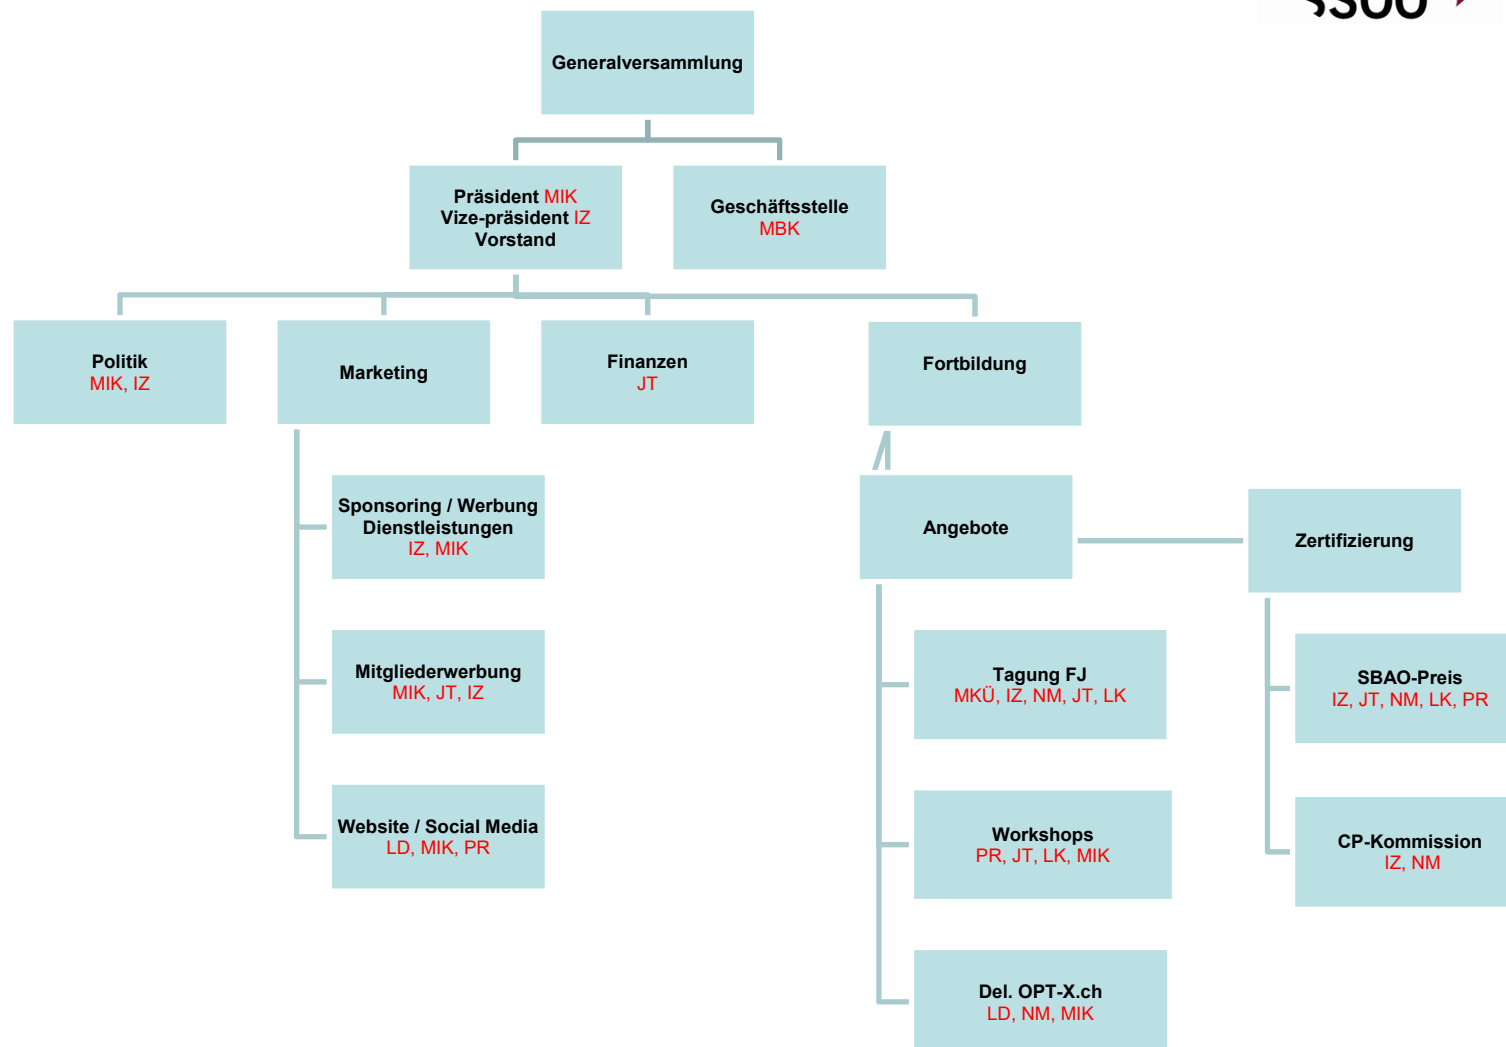 Generalversammlung
Präsident MIK
Vize-präsident IZ
Vorstand
Geschäftsstelle
MBK
Politik
MIK, IZ
Marketing
Finanzen
JT
Fortbildung
Sponsoring / Werbung
Dienstleistungen
IZ, MIK
Angebote
Zertifizierung
Mitgliederwerbung
MIK, JT, IZ
Tagung FJ
MKÜ, IZ, NM, JT, LK
SBAO-Preis
IZ, JT, NM, LK, PR
Website / Social Media
LD, MIK, PR
Workshops
PR, JT, LK, MIK
CP-Kommission
IZ, NM
Del. OPT-X.ch
LD, NM, MIK